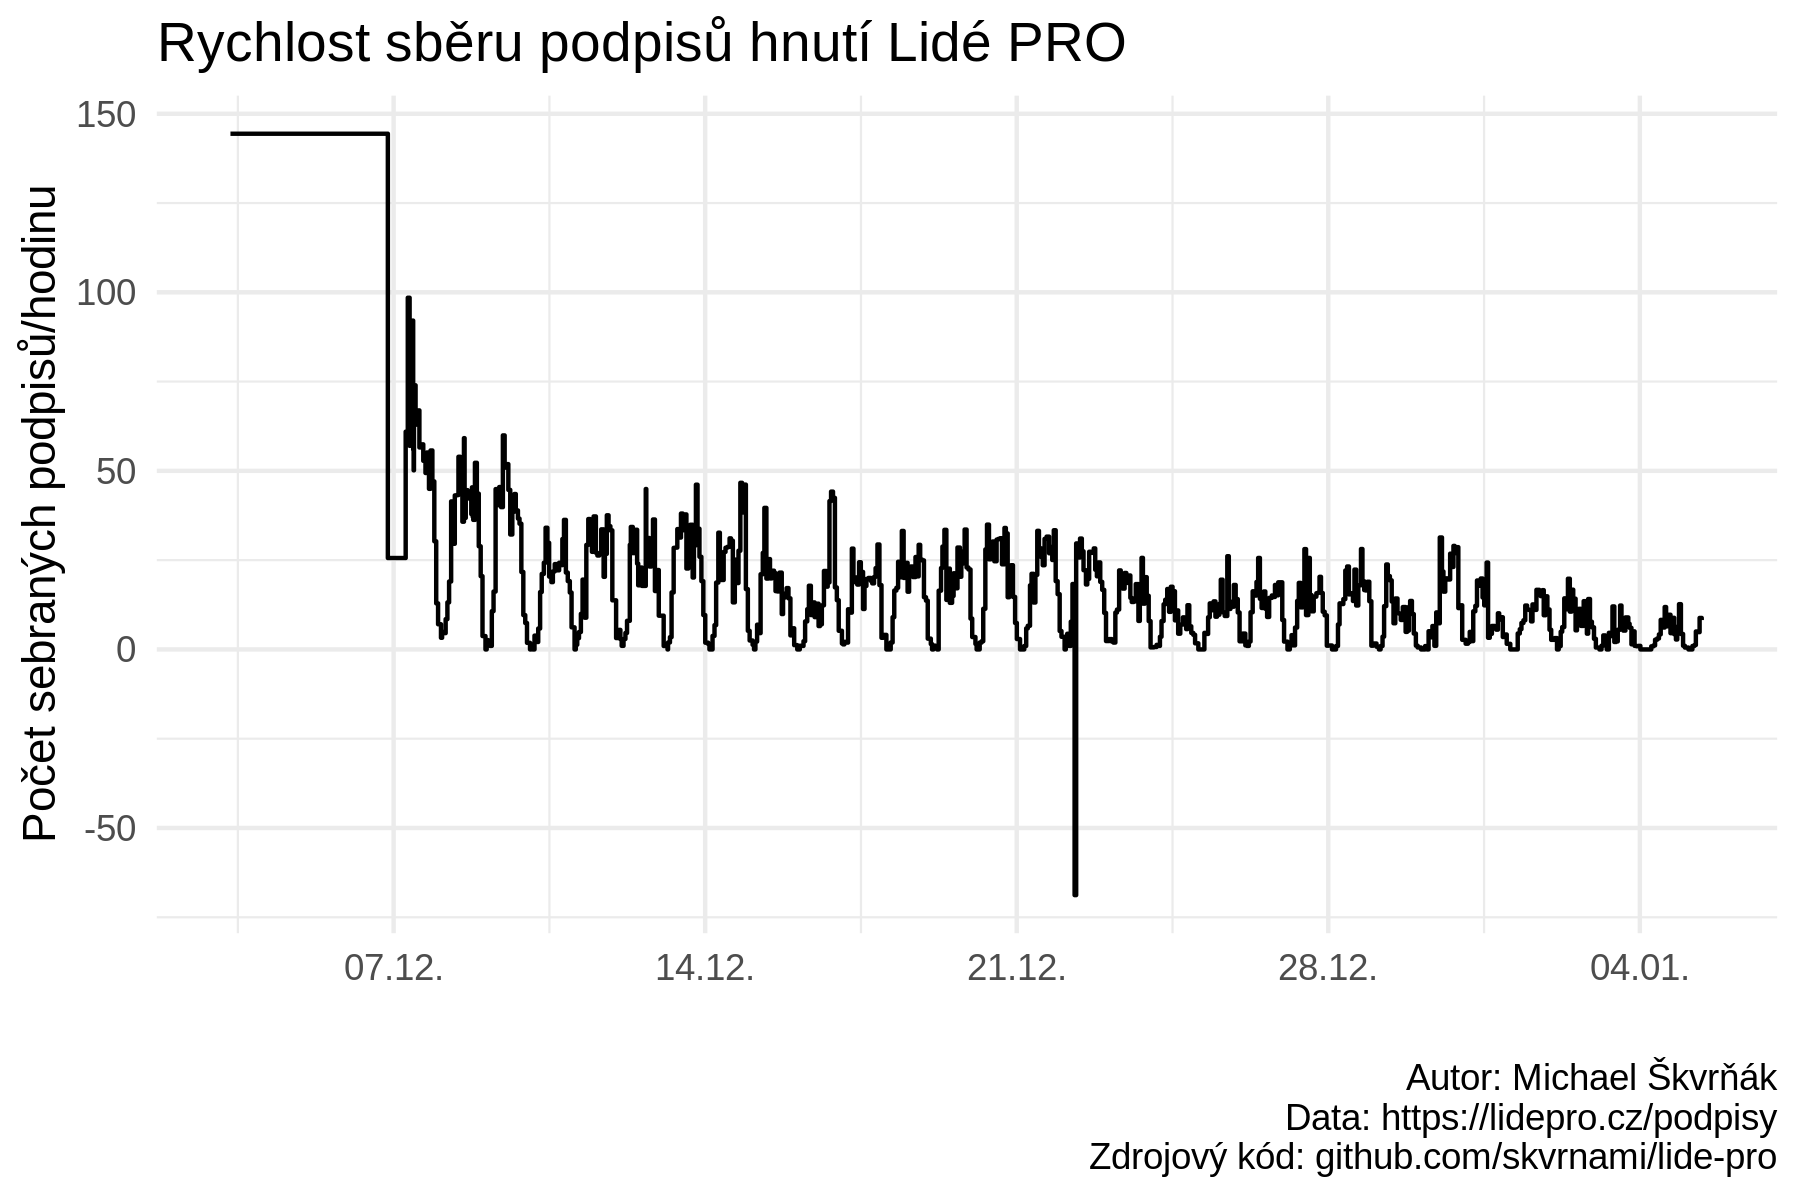 Rychlost sběru podpisů hnutí Lidé PRO
Počet sebraných podpisů/hodinu
150
100
50
0
-50
07.12.
14.12.
21.12.
28.12.
04.01.
Autor: Michael Škvrňák
Data: https://lidepro.cz/podpisy
Zdrojový kód: github.com/skvrnami/lide-pro